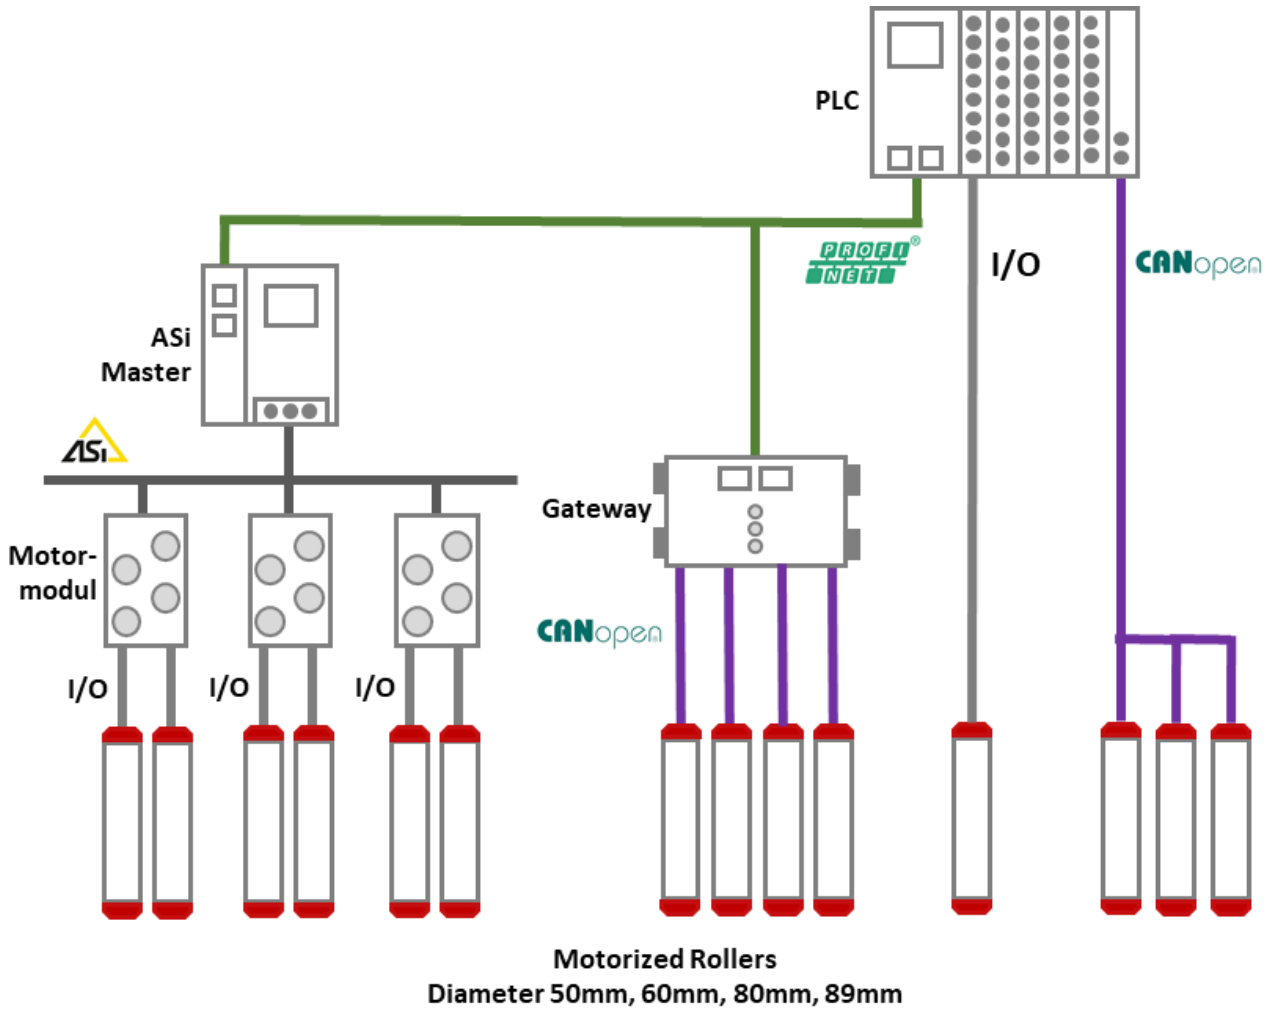 PLC
PROFI®
NET
I/O
CANopen
ASi
Master
ASi
Gateway
Motor-
modul
CANopen
I/O
I/O
I/O
Motorized Rollers
Diameter 50mm, 60mm, 80mm, 89mm